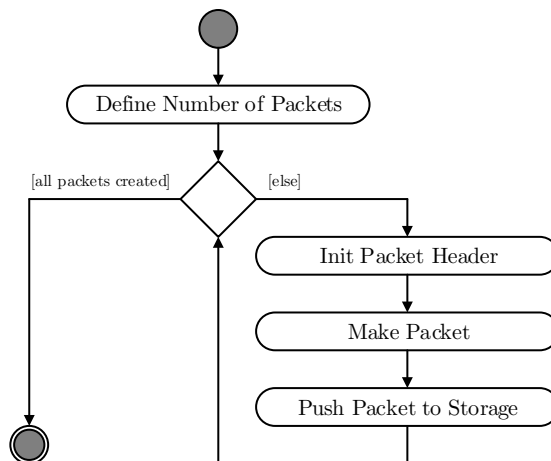 Define Number of Packets
[all packets created]
[else]
Init Packet Header
Make Packet
Push Packet to Storage